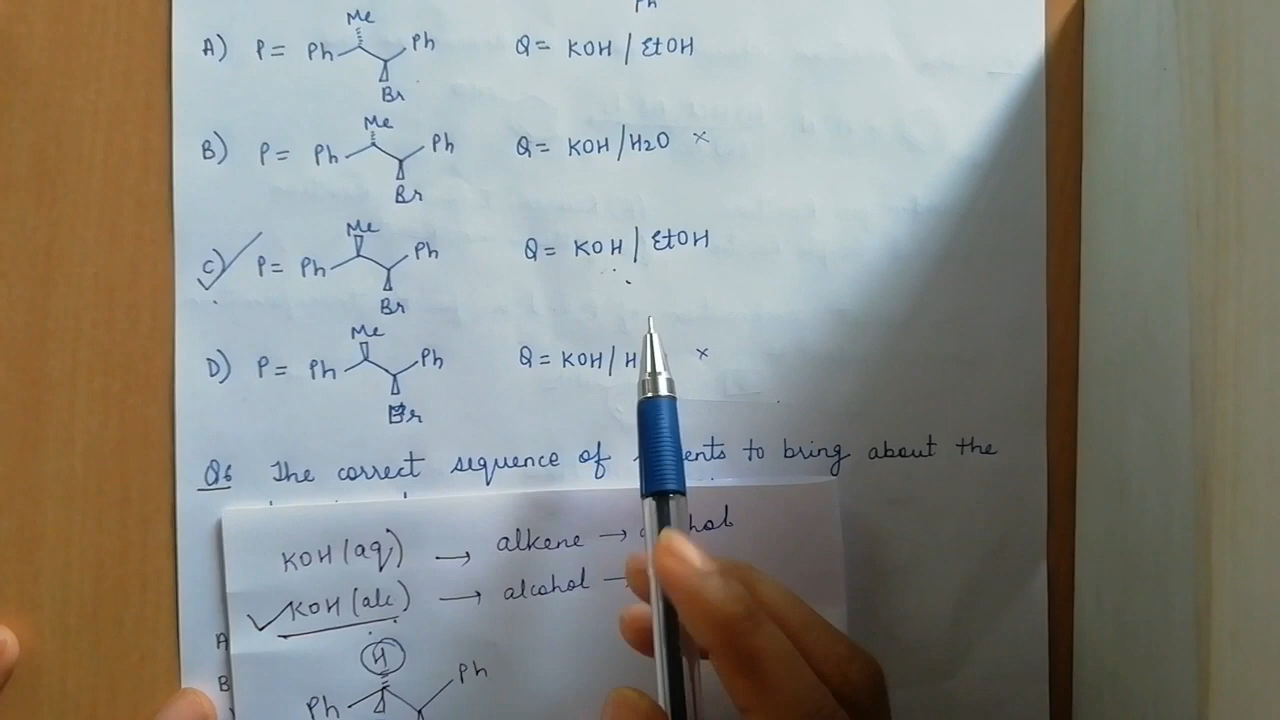 Ph
Me
A) P= Ph Ph Q= KOH / EtOH
Br
Me
B) P= Ph Ph Q= KOH /H2O ×
Br
Me
C) P= Ph Ph Q= KOH / EtOH
Br
Me
D) P= Ph Ph Q= KOH / H ×
Br
Q6 The correct sequence of to bring about the
KOH (aq) → alkene →
KOH (alc) → alcohol →
A
H
B Ph
Ph